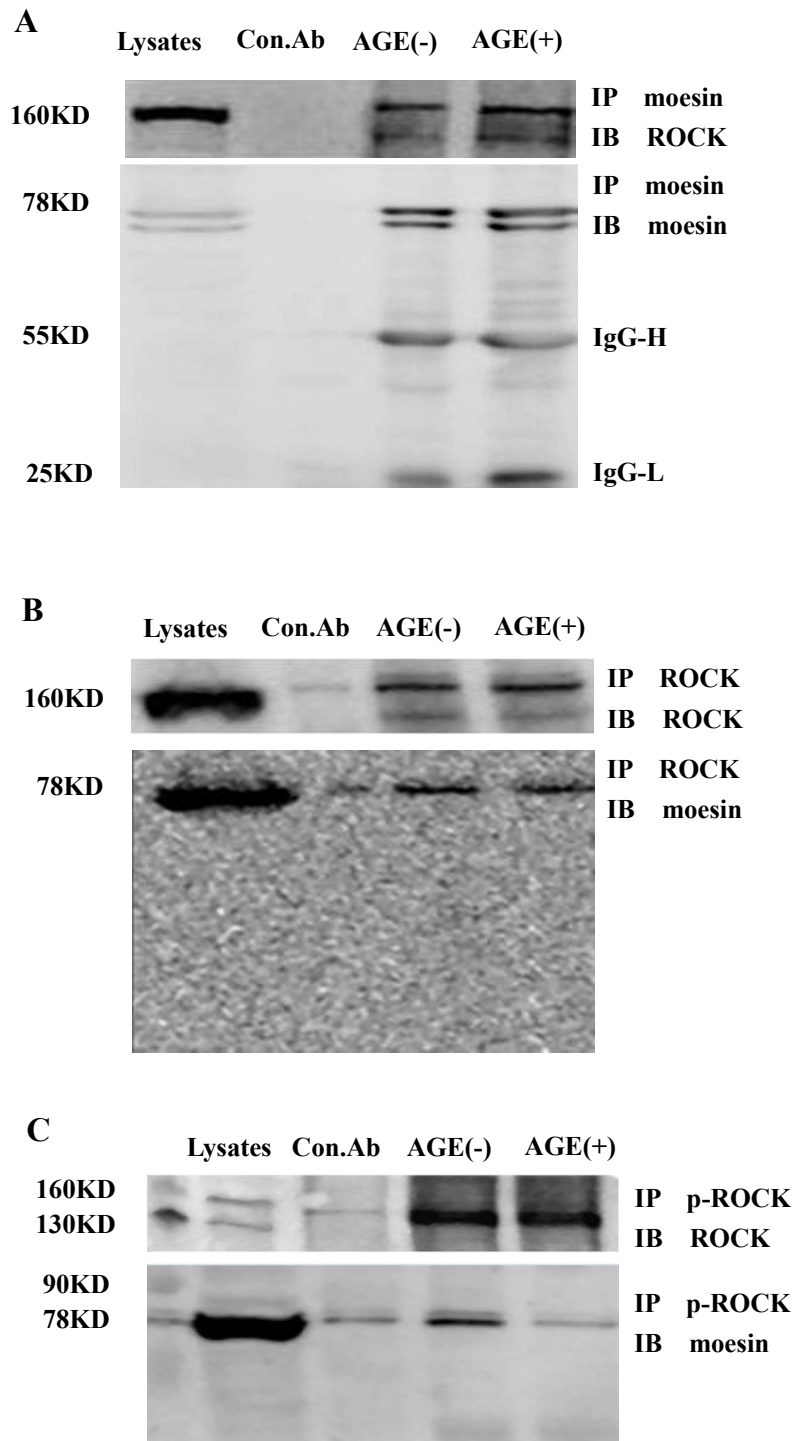 A
Lysates Con.Ab AGE(-) AGE(+)
160KD
IP moesin
IB ROCK
78KD
IP moesin
IB moesin
55KD
IgG-H
25KD
IgG-L
B
Lysates Con.Ab AGE(-) AGE(+)
160KD
IP ROCK
IB ROCK
78KD
IP ROCK
IB moesin
C
Lysates Con.Ab AGE(-) AGE(+)
160KD
130KD
IP p-ROCK
IB ROCK
90KD
78KD
IP p-ROCK
IB moesin